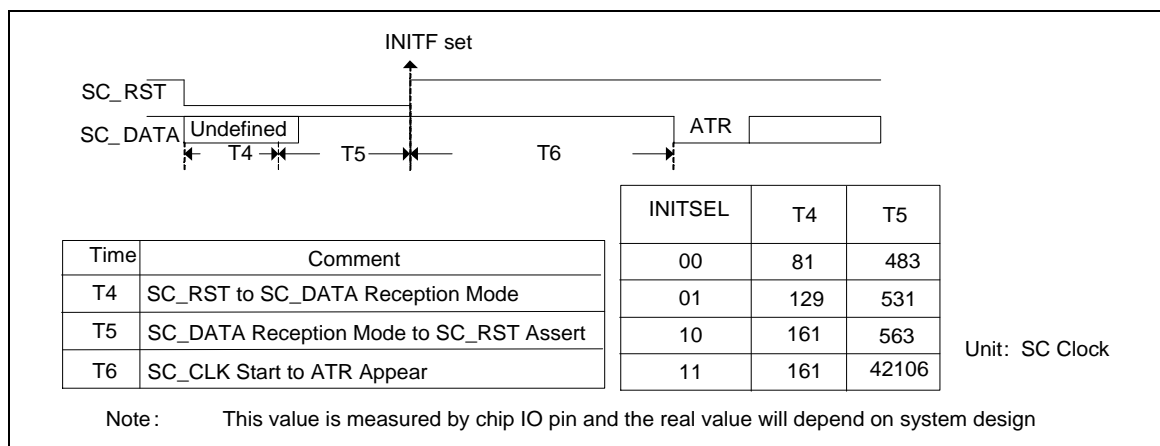 INITF set
SC_RST
SC_DATA Undefined ATR
T4 T5 T6
INITSEL T4 T5
00 81 483
01 129 531
10 161 563
11 161 42106
Unit: SC Clock
Time Comment
T4 SC_RST to SC_DATA Reception Mode
T5 SC_DATA Reception Mode to SC_RST Assert
T6 SC_CLK Start to ATR Appear
Note: This value is measured by chip IO pin and the real value will depend on system design